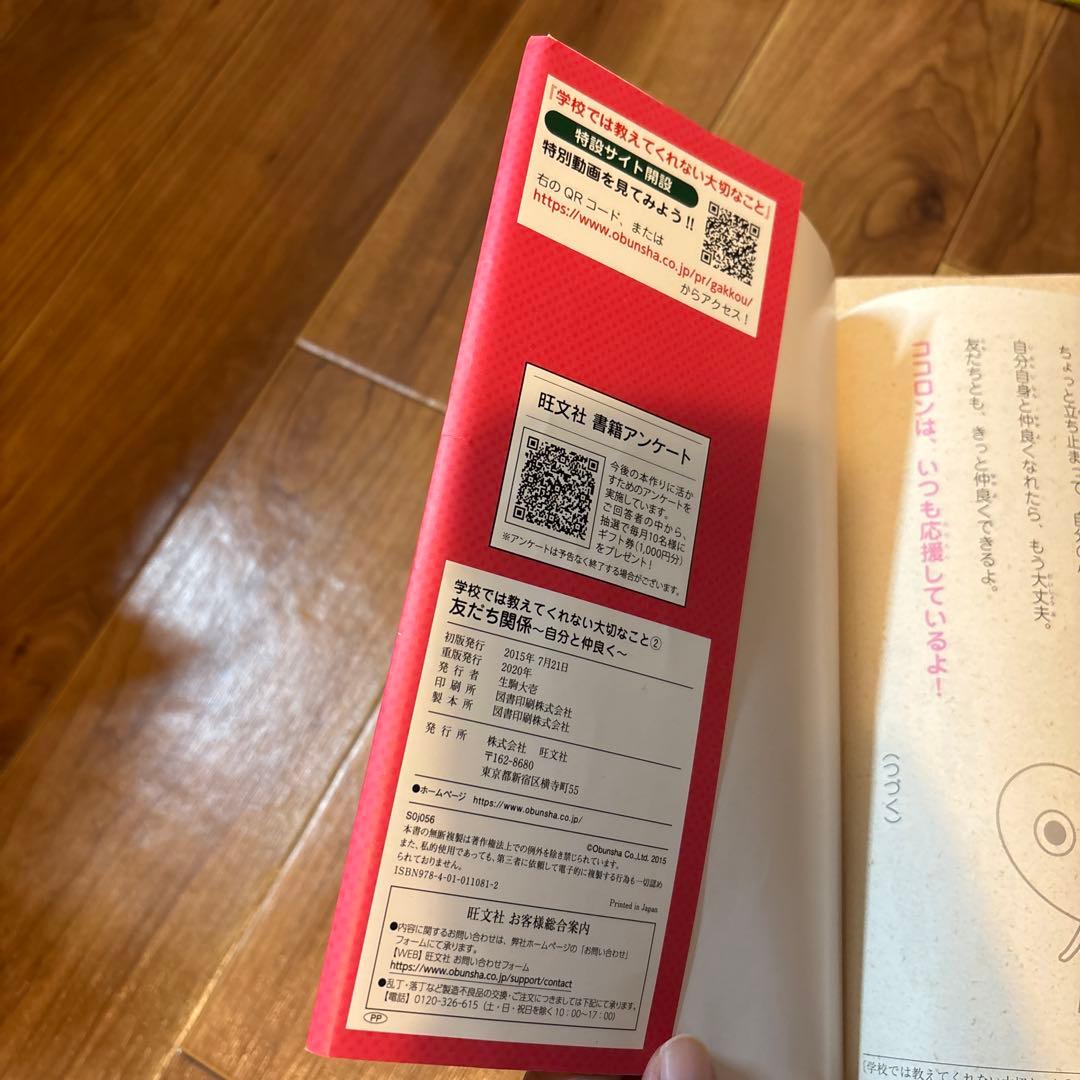 『学校では教えてくれない大切なこと』
特設サイト開設
特別動画を見てみよう!!
右のQRコード、または
https://www.obunsha.co.jp/pr/gakkou/
からアクセス!
旺文社 書籍アンケート
今後の本作りに活か
すためのアンケートを
実施しています。
ご回答者の中から、
抽選で毎月10名様に
ギフト券(1,000円分)
をプレゼント!
※アンケートは予告なく終了する場合がございます。
学校では教えてくれない大切なこと②
友だち関係~自分と仲良く~
初版発行 2015年 7月21日
重版発行 2020年
発行者 生駒大壱
印刷所 図書印刷株式会社
製本所 図書印刷株式会社
発行所 株式会社 旺文社
〒162-8680
東京都新宿区横寺町55
●ホームページ https://www.obunsha.co.jp/
S0j056
©Obunsha Co.,Ltd. 2015
本書の無断複製は著作権法上での例外を除き禁じられています。
また、私的使用であっても、第三者に依頼して電子的に複製する行為も一切認め
られておりません。
ISBN978-4-01-011081-2
Printed in Japan
旺文社 お客様総合案内
●内容に関するお問い合わせは、弊社ホームページの「お問い合わせ」
フォームにて承ります。
【WEB】旺文社 お問い合わせフォーム
https://www.obunsha.co.jp/support/contact
●乱丁・落丁など製造不良品の交換・ご注文につきましては下記にて承ります。
【電話】0120-326-615(土・日・祝日を除く10:00~17:00)
PP
ちょっと立ち止まって、
自分自身と仲良くなれたら、もう大丈夫。
友だちとも、きっと仲良くできるよ。
ココロンは、いつも応援しているよ!
(つづく)
[学校では教えてくれない大切